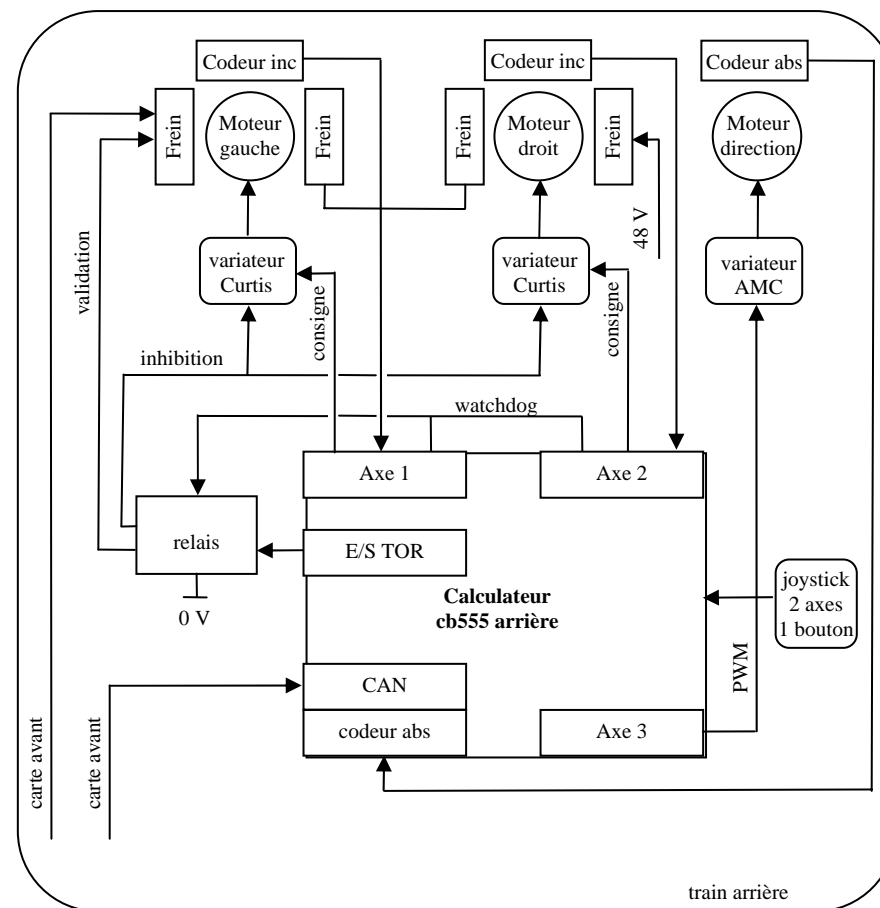 Codeur inc
Codeur inc
Codeur abs
Frein
Moteur
gauche
Frein
Frein
Moteur
droit
Frein
Moteur
direction
48 V
validation
variateur
Curtis
consigne
variateur
Curtis
consigne
variateur
AMC
inhibition
watchdog
Axe 1
Axe 2
relais
E/S TOR
0 V
Calculateur
cb555 arrière
joystick
2 axes
1 bouton
PWM
CAN
codeur abs
Axe 3
carte avant
carte avant
train arrière